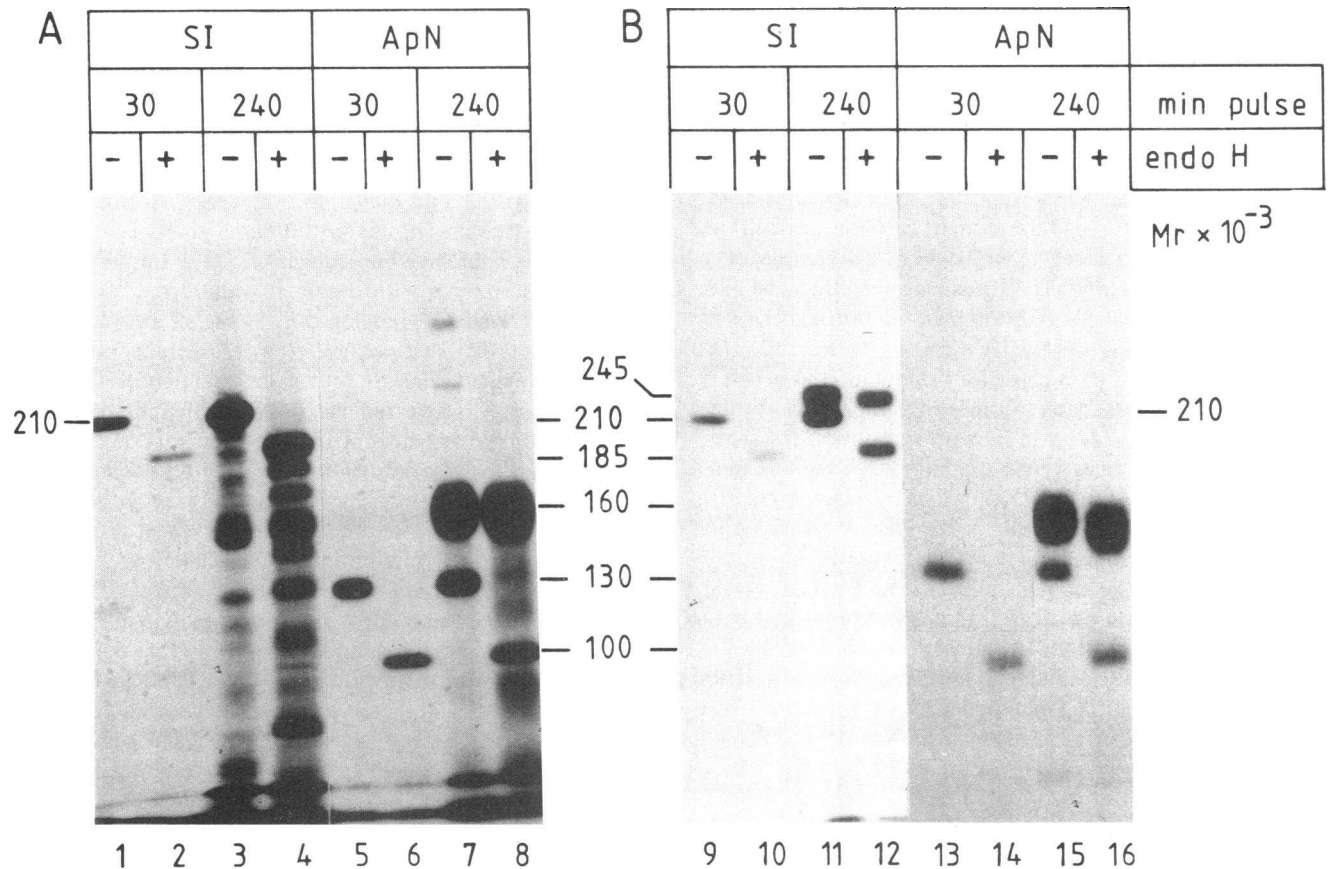 A SI ApN B SI ApN
30 240 30 240 30 240 30 240 min pulse
- + - + - + - + - + - + - + - + endo H
Mr × 10⁻³
245
210 210 210
185
160
130
100
1 2 3 4 5 6 7 8 9 10 11 12 13 14 15 16